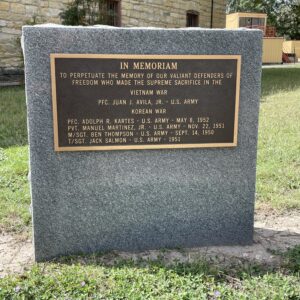 IN MEMORIAM
TO PERPETUATE THE MEMORY OF OUR VALIANT DEFENDERS OF
FREEDOM WHO HAVE MADE THE SUPREME SACRIFICE IN THE
VIETNAM WAR
PFC. JUAN J. AVILA, JR. - U.S. ARMY
KOREAN WAR
PFC. ADOLPH R. KARTES - U.S. ARMY - MAY 8, 1952
PVT. MANUEL MARTINEZ, JR. - U.S. ARMY - NOV. 22, 1951
M/SGT. BEN THOMPSON - U.S. ARMY - SEPT. 14, 1950
T/SGT. JACK SALMON - U.S. ARMY - 1951